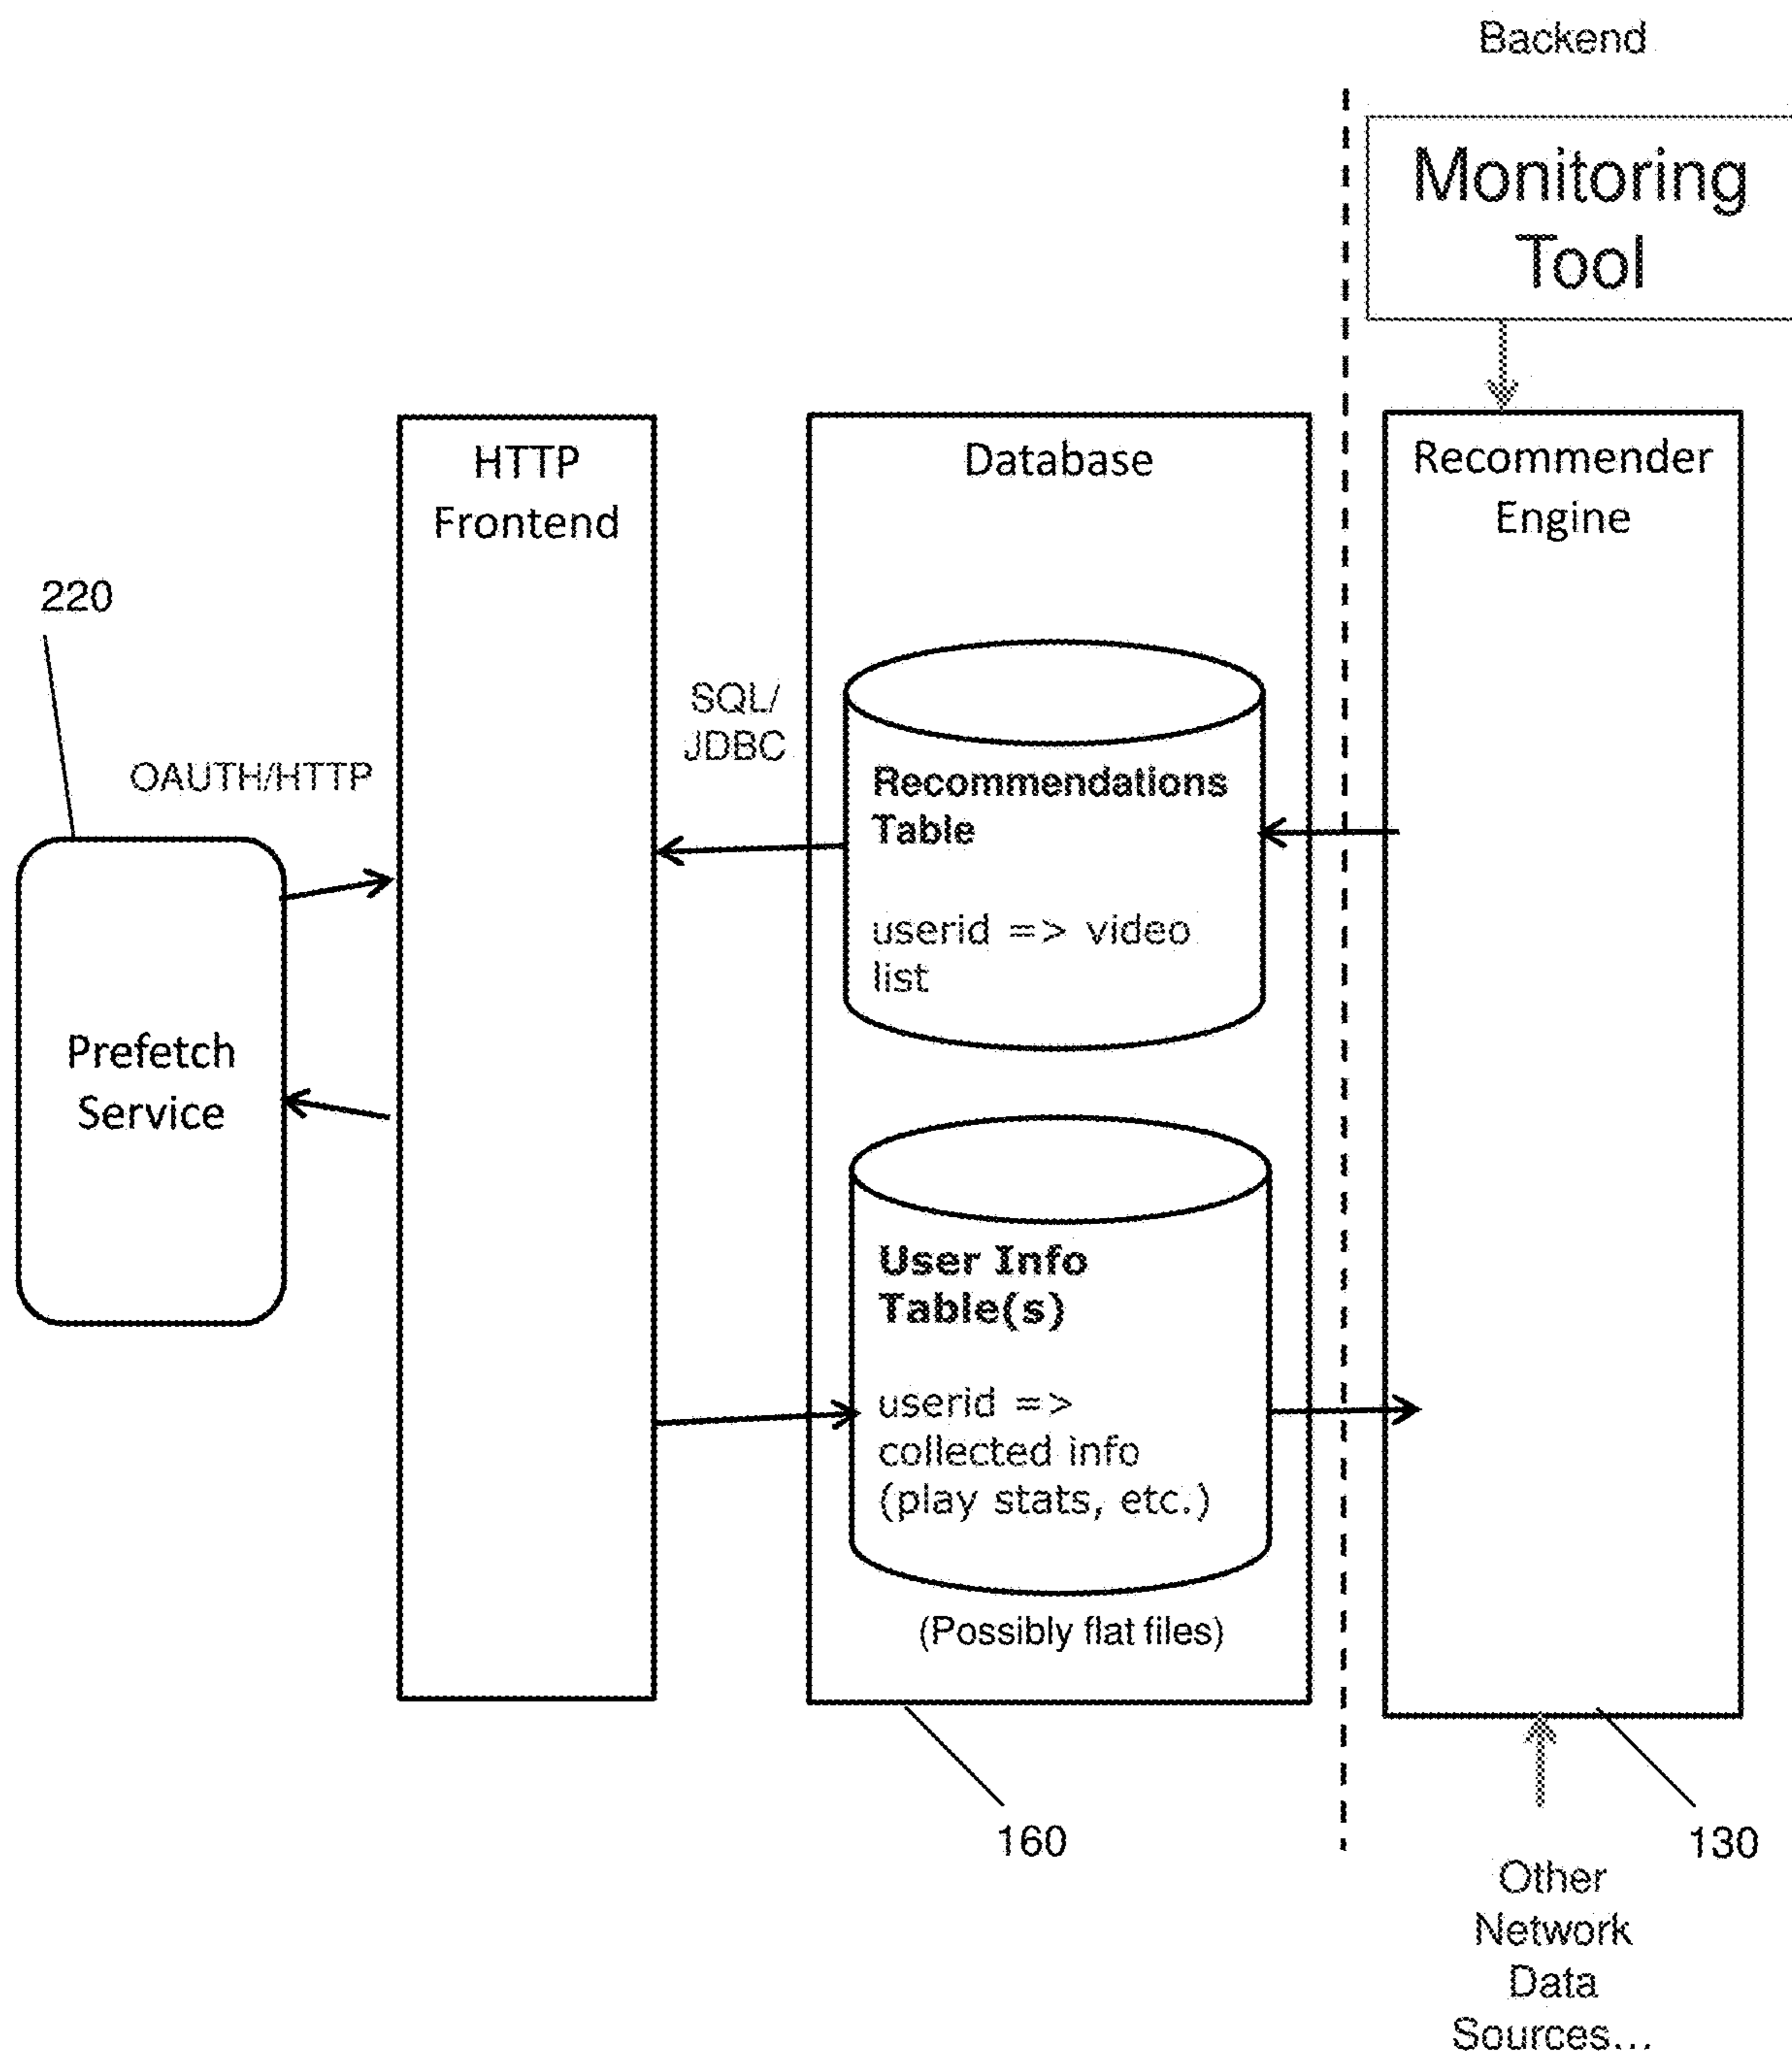 Backend
Monitoring
Tool
HTTP
Frontend
Database
Recommender
Engine
220
SQL/
JDBC
OAUTH/HTTP
Recommendations
Table
userid => video
list
Prefetch
Service
User Info
Table(s)
userid =>
collected info
(play stats, etc.)
(Possibly flat files)
160
130
Other
Network
Data
Sources...